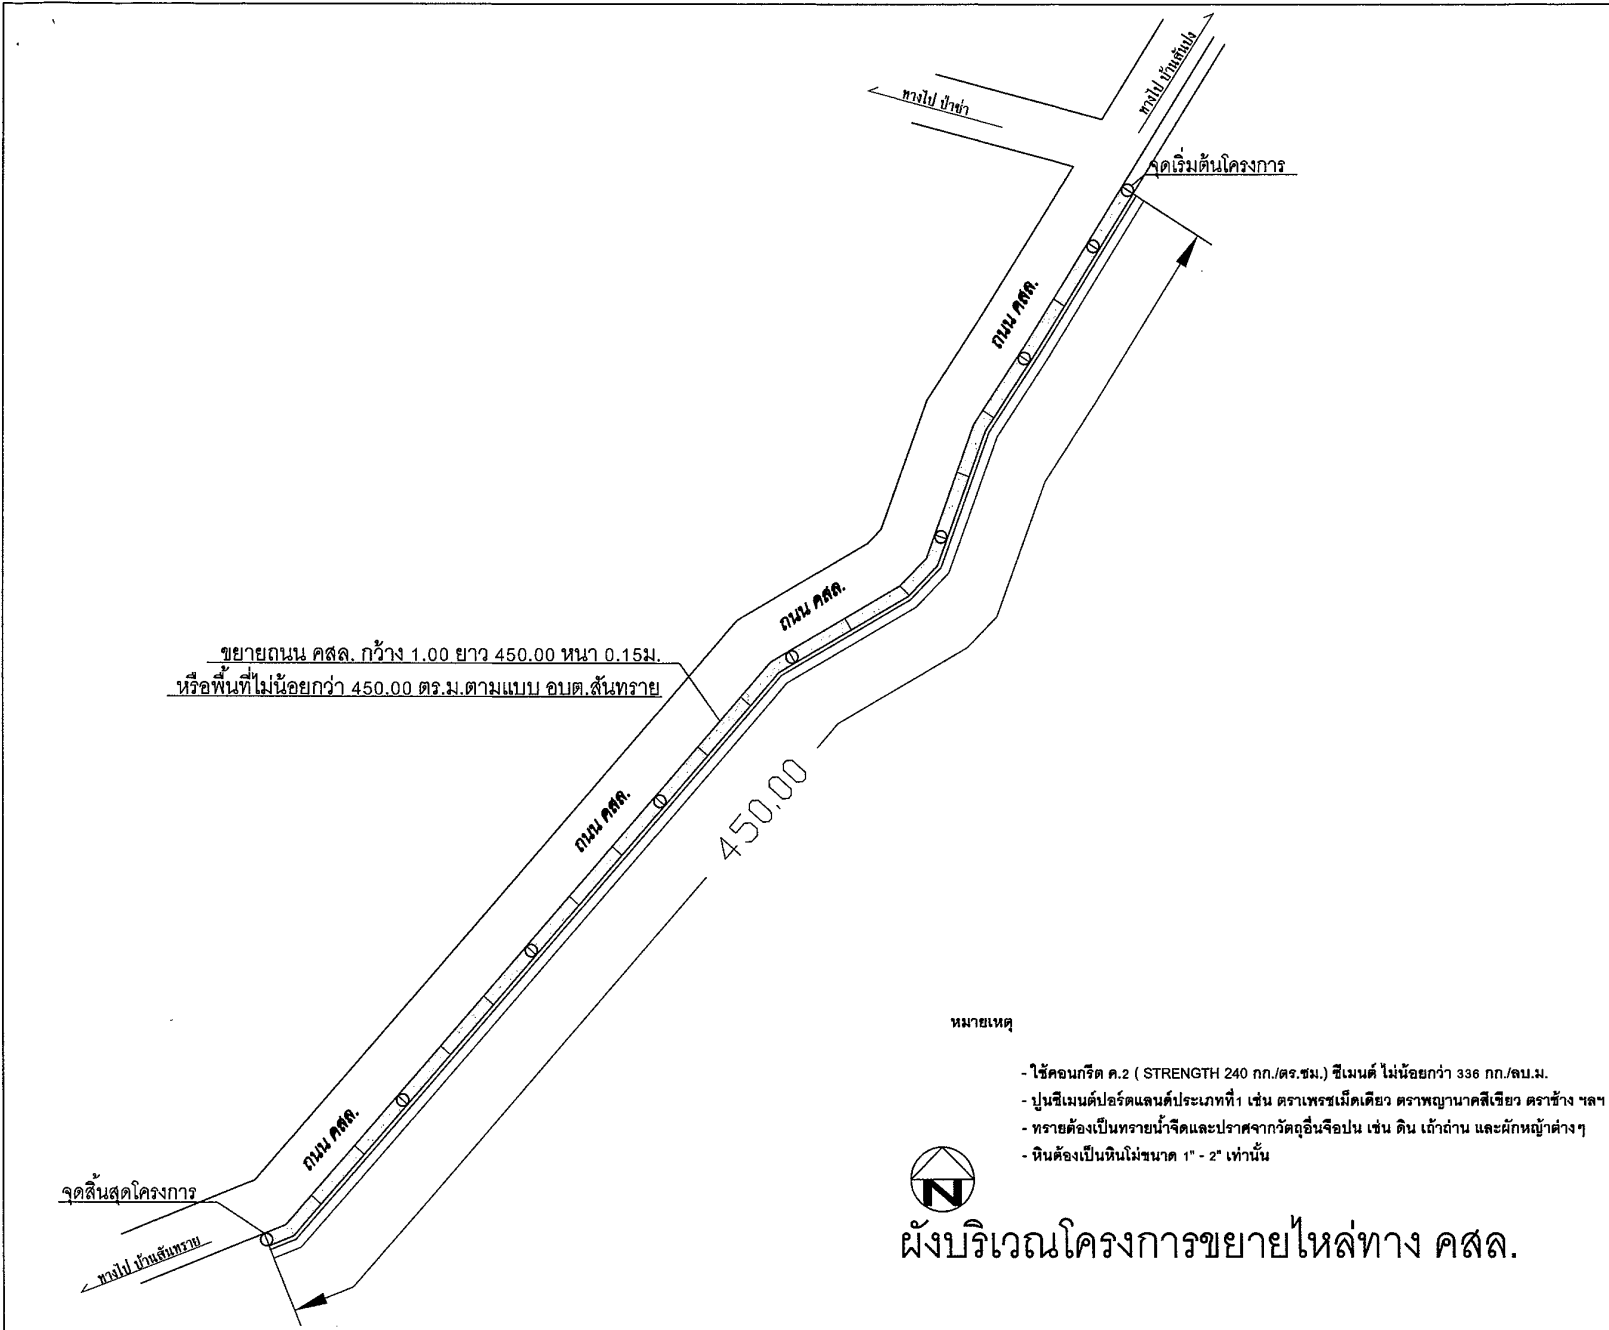 ทางไป บ้านสันปง
ทางไป ป่าช้า
จุดเริ่มต้นโครงการ
ถนน คสล.
ถนน คสล.
ขยายถนน คสล. กว้าง 1.00 ยาว 450.00 หนา 0.15ม.
หรือพื้นที่ไม่น้อยกว่า 450.00 ตร.ม.ตามแบบ อบต.สันทราย
450.00
ถนน คสล.
ถนน คสล.
จุดสิ้นสุดโครงการ
ทางไป บ้านสันทราย
หมายเหตุ
- ใช้คอนกรีต ค.2 ( STRENGTH 240 กก./ตร.ซม.) ซีเมนต์ ไม่น้อยกว่า 336 กก./ลบ.ม.
- ปูนซีเมนต์ปอร์ตแลนด์ประเภทที่1 เช่น ตราเพรชเม็ดเดียว ตราพญานาคสีเขียว ตราช้าง ฯลฯ
- ทรายต้องเป็นทรายน้ำจืดและปราศจากวัตถุอื่นจือปน เช่น ดิน เถ้าถ่าน และผักหญ้าต่างๆ
- หินต้องเป็นหินโม่ขนาด 1" - 2" เท่านั้น
N
ผังบริเวณโครงการขยายไหล่ทาง คสล.